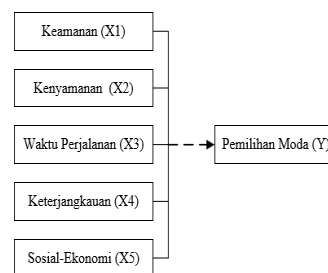 Keamanan (X1)
Kenyamanan (X2)
Waktu Perjalanan (X3)
Pemilihan Moda (Y)
Keterjangkauan (X4)
Sosial-Ekonomi (X5)